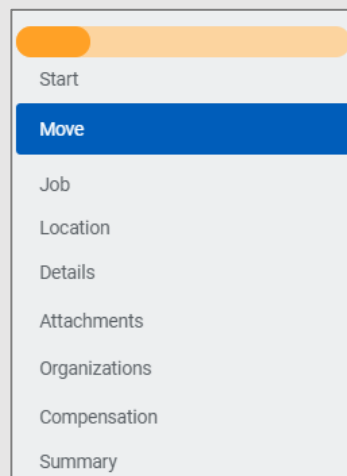 Start
Move
Job
Location
Details
Attachments
Organizations
Compensation
Summary